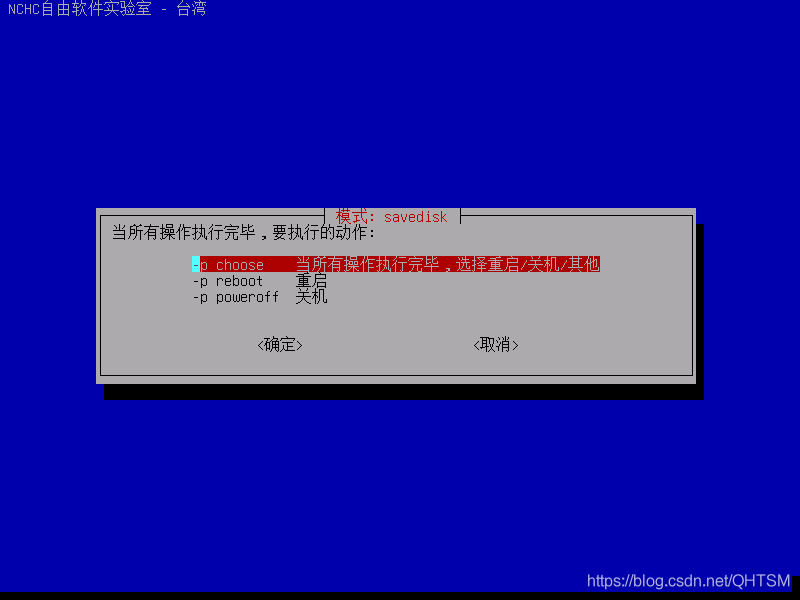 NCHC自由软件实验室 - 台湾
模式: savedisk
当所有操作执行完毕，要执行的动作:
-p choose 当所有操作执行完毕，选择重启/关机/其他
-p reboot 重启
-p poweroff 关机
<确定> <取消>
https://blog.csdn.net/QHTSM